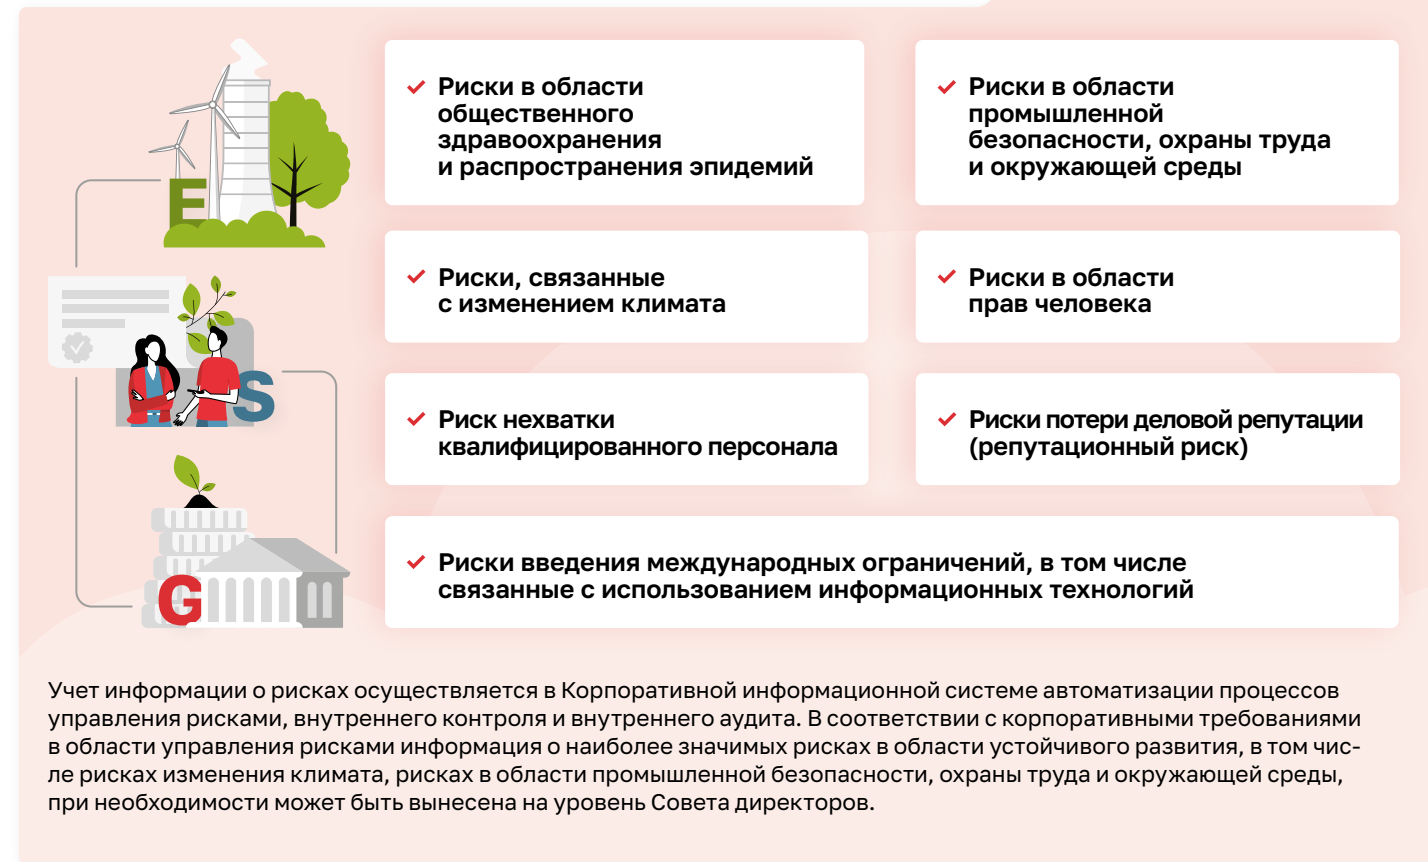 E
S
G
Риски в области
общественного
здравоохранения
и распространения эпидемий
Риски в области
промышленной
безопасности, охраны труда
и окружающей среды
Риски, связанные
с изменением климата
Риски в области
прав человека
Риск нехватки
квалифицированного персонала
Риски потери деловой репутации
(репутационный риск)
Риски введения международных ограничений, в том числе
связанные с использованием информационных технологий
Учет информации о рисках осуществляется в Корпоративной информационной системе автоматизации процессов
управления рисками, внутреннего контроля и внутреннего аудита. В соответствии с корпоративными требованиями
в области управления рисками информация о наиболее значимых рисках в области устойчивого развития, в том чис-
ле рисках изменения климата, рисках в области промышленной безопасности, охраны труда и окружающей среды,
при необходимости может быть вынесена на уровень Совета директоров.